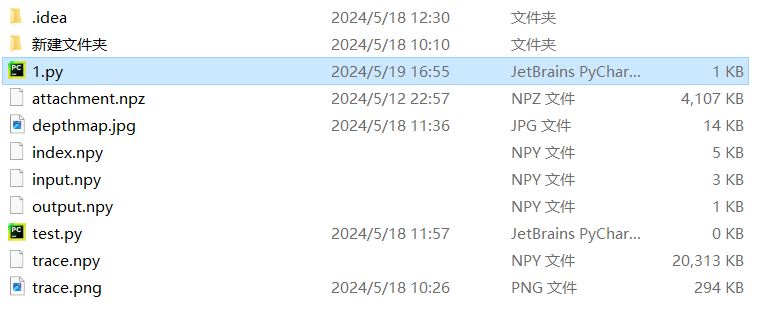 .idea 2024/5/18 12:30 文件夹
新建文件夹 2024/5/18 10:10 文件夹
1.py 2024/5/19 16:55 JetBrains PyChar... 1 KB
attachment.npz 2024/5/12 22:57 NPZ 文件 4,107 KB
depthmap.jpg 2024/5/18 11:36 JPG 文件 14 KB
index.npy NPY 文件 5 KB
input.npy NPY 文件 3 KB
output.npy NPY 文件 1 KB
test.py 2024/5/18 11:57 JetBrains PyChar... 0 KB
trace.npy NPY 文件 20,313 KB
trace.png 2024/5/18 10:26 PNG 文件 294 KB